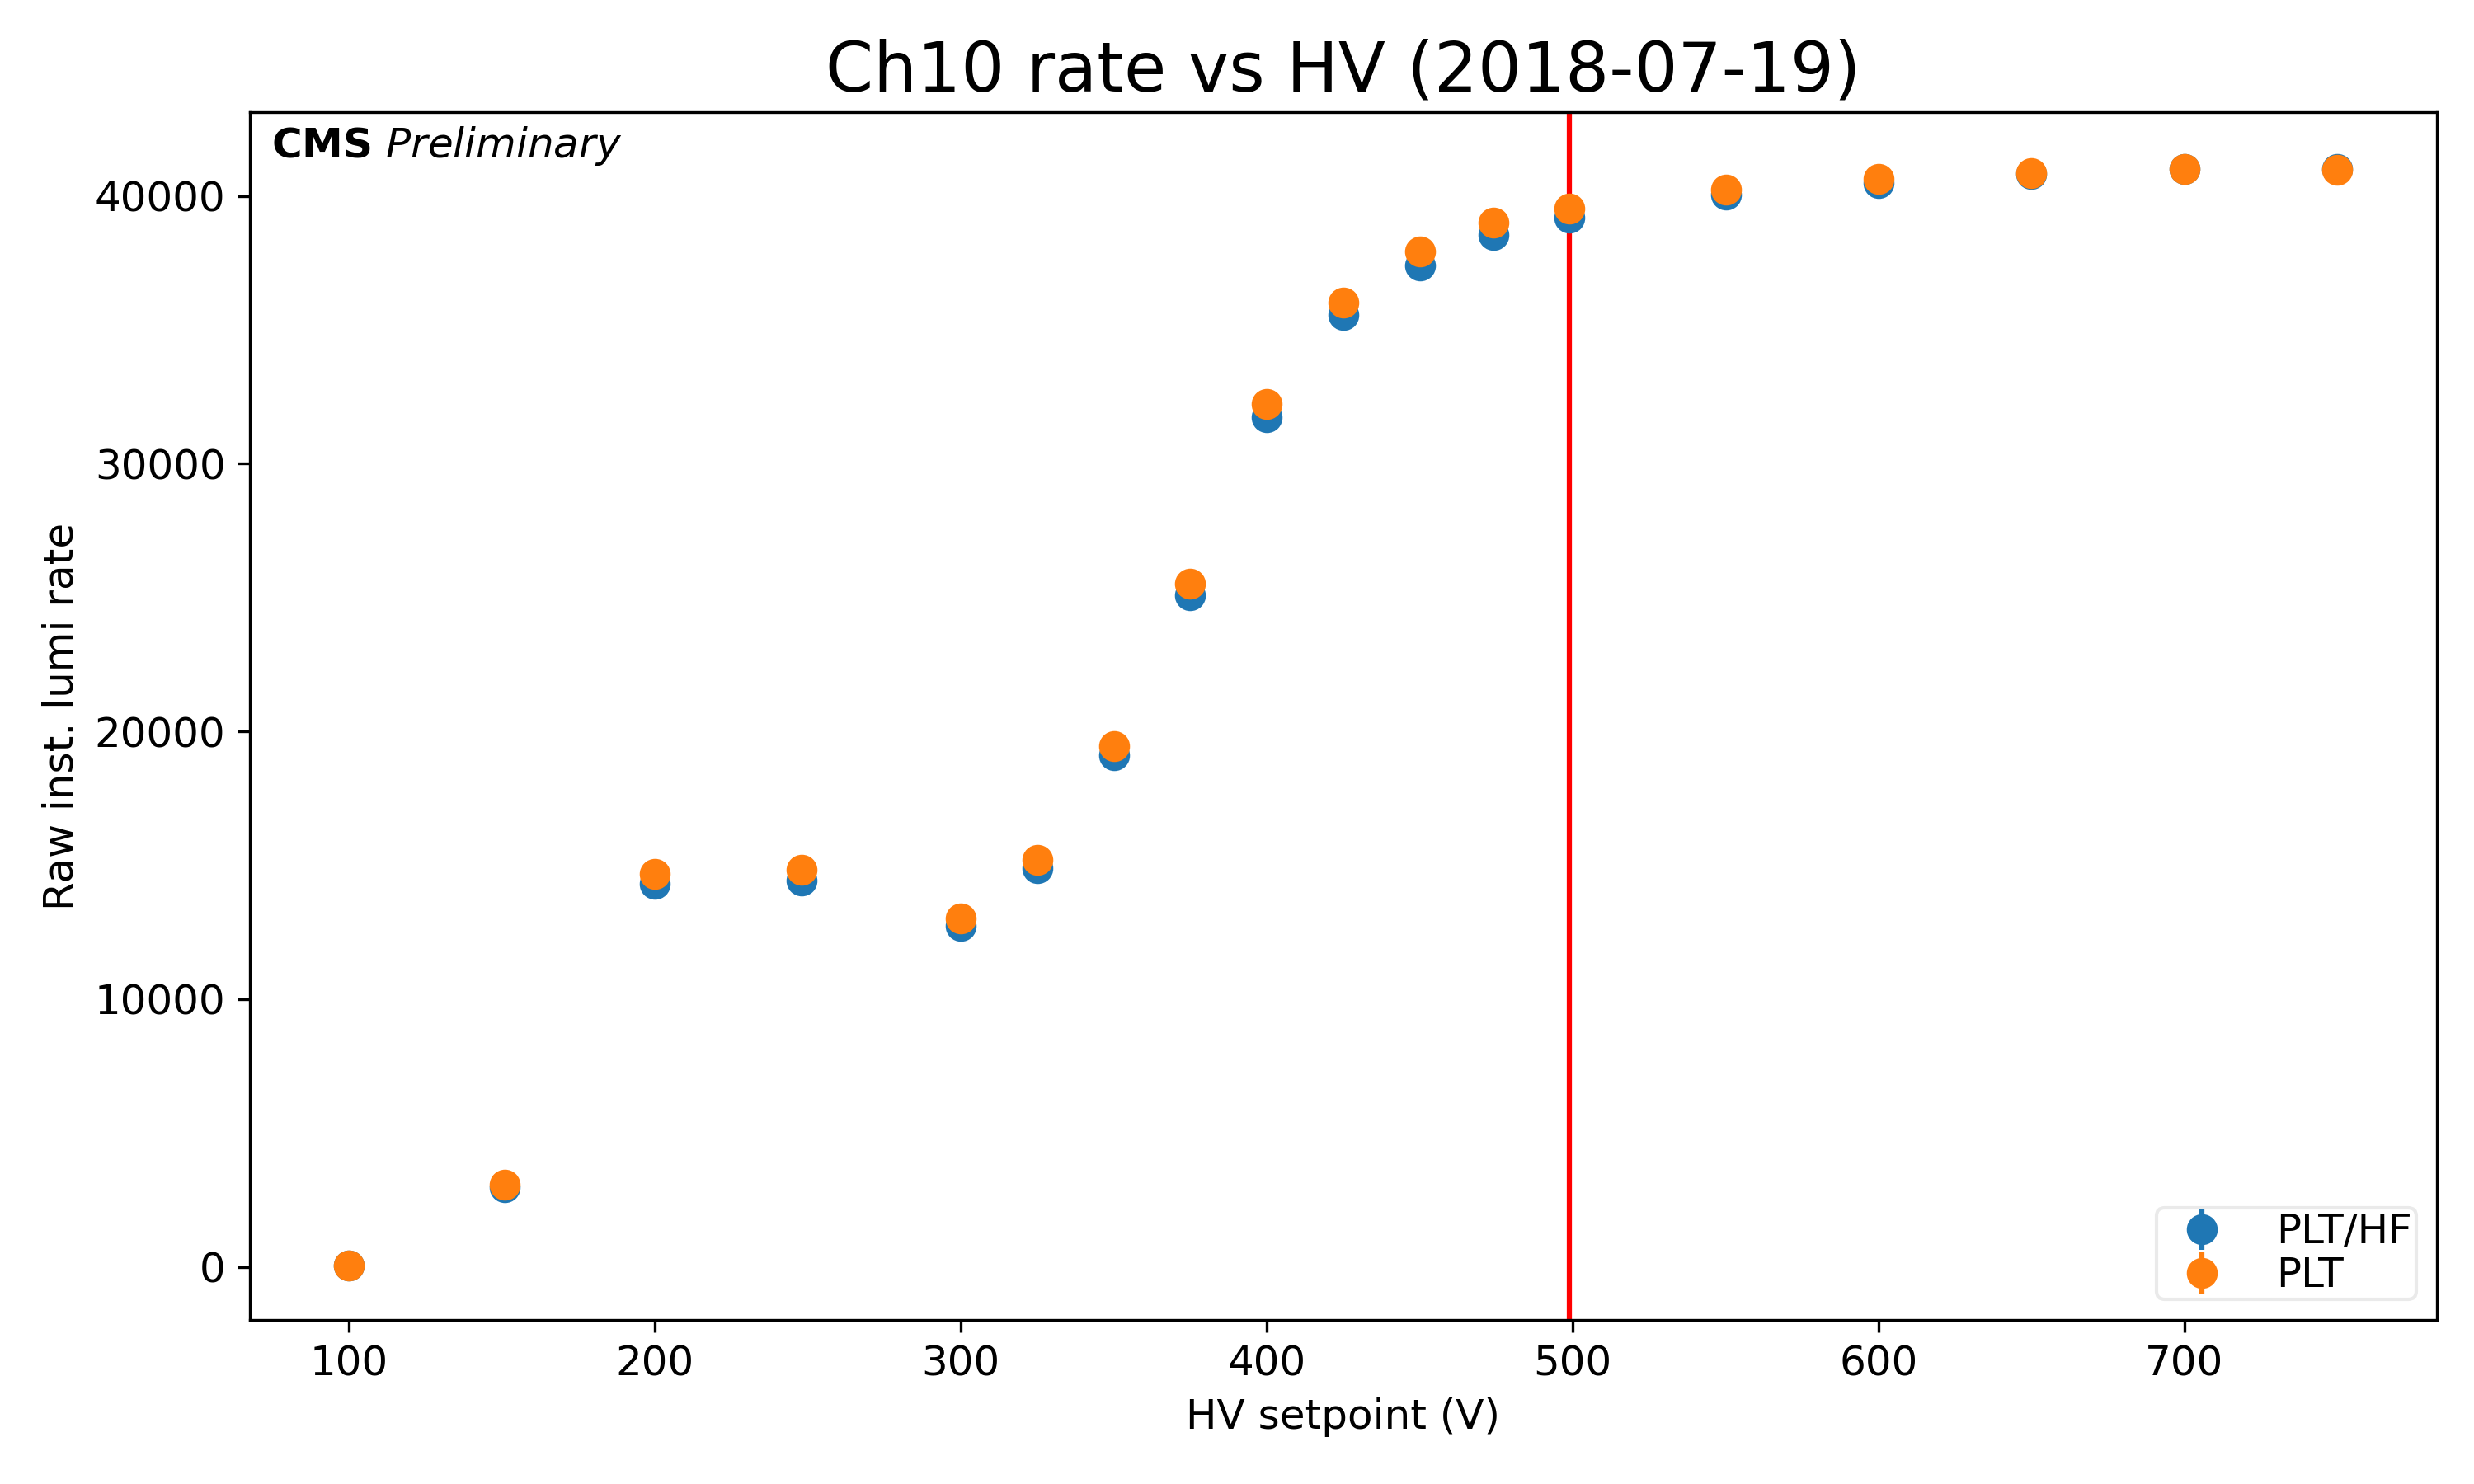 Ch10 rate vs HV (2018-07-19)
CMS Preliminary
Raw inst. lumi rate
40000
30000
20000
10000
0
100 200 300 400 500 600 700
HV setpoint (V)
PLT/HF
PLT